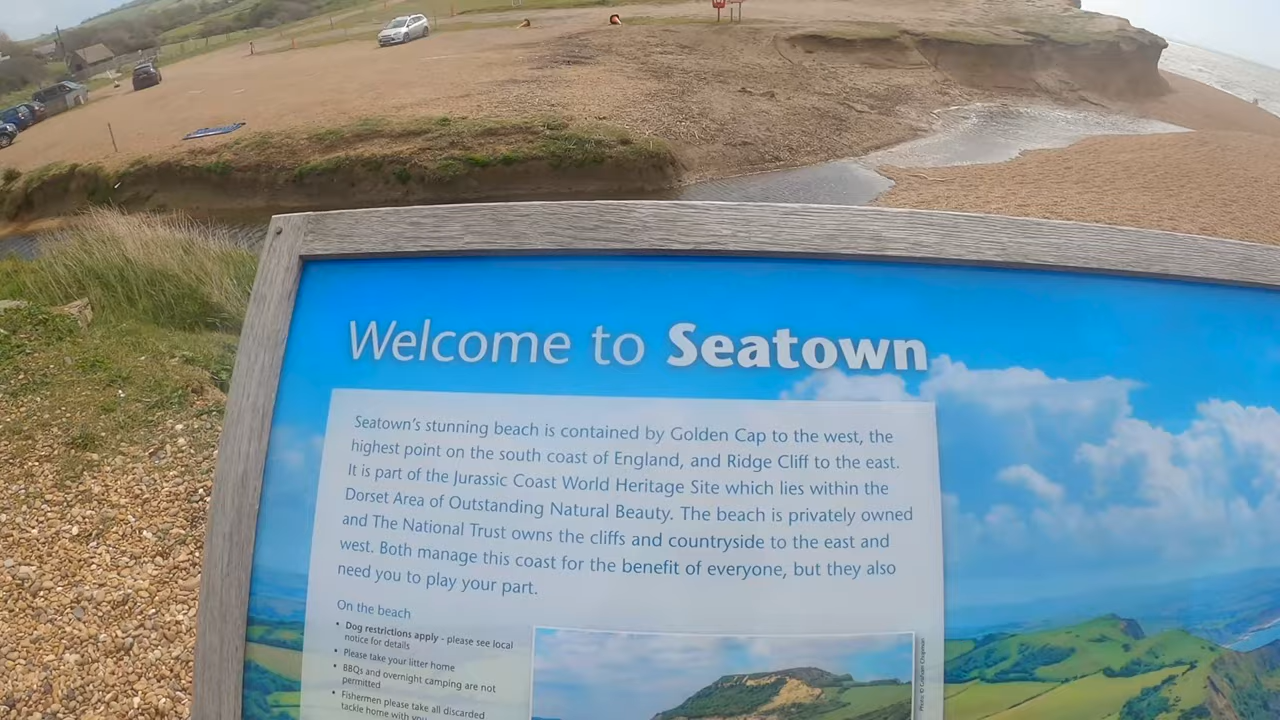 Welcome to Seatown
Seatown's stunning beach is contained by Golden Cap to the west, the
highest point on the south coast of England, and Ridge Cliff to the east.
It is part of the Jurassic Coast World Heritage Site which lies within the
Dorset Area of Outstanding Natural Beauty. The beach is privately owned
and The National Trust owns the cliffs and countryside to the east and
west. Both manage this coast for the benefit of everyone, but they also
need you to play your part.
On the beach
• Dog restrictions apply - please see local
notice for details
• Please take your litter home
• BBQs and overnight camping are not
permitted
• Fishermen please take all discarded
tackle home with you
Photo © Graham Chapman